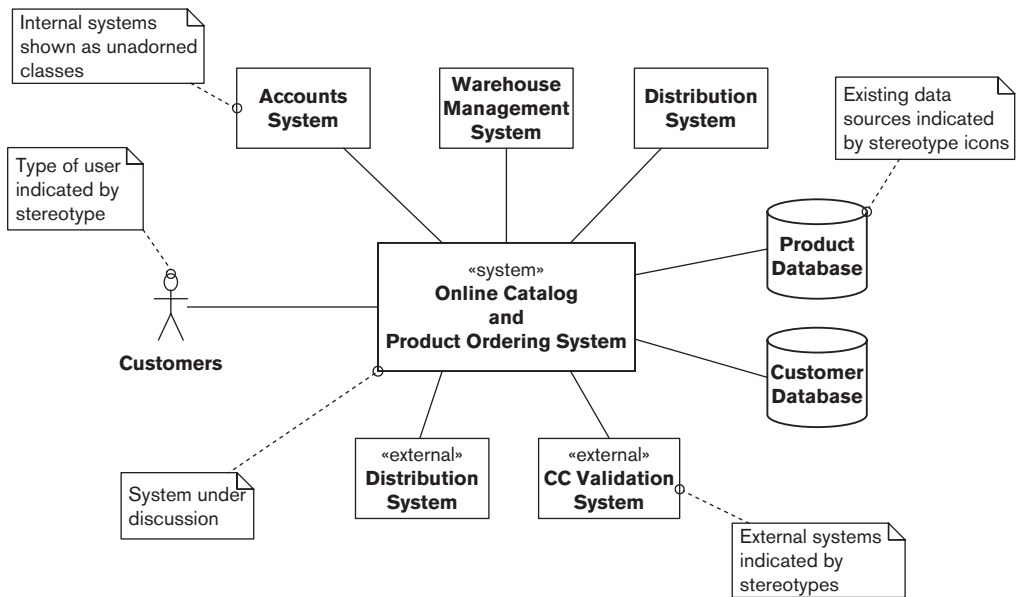 Internal systems
shown as unadorned
classes
Accounts
System
Warehouse
Management
System
Distribution
System
Existing data
sources indicated
by stereotype icons
Type of user
indicated by
stereotype
Product
Database
«system»
Online Catalog
and
Product Ordering System
Customers
Customer
Database
«external»
Distribution
System
«external»
CC Validation
System
System under
discussion
External systems
indicated by
stereotypes